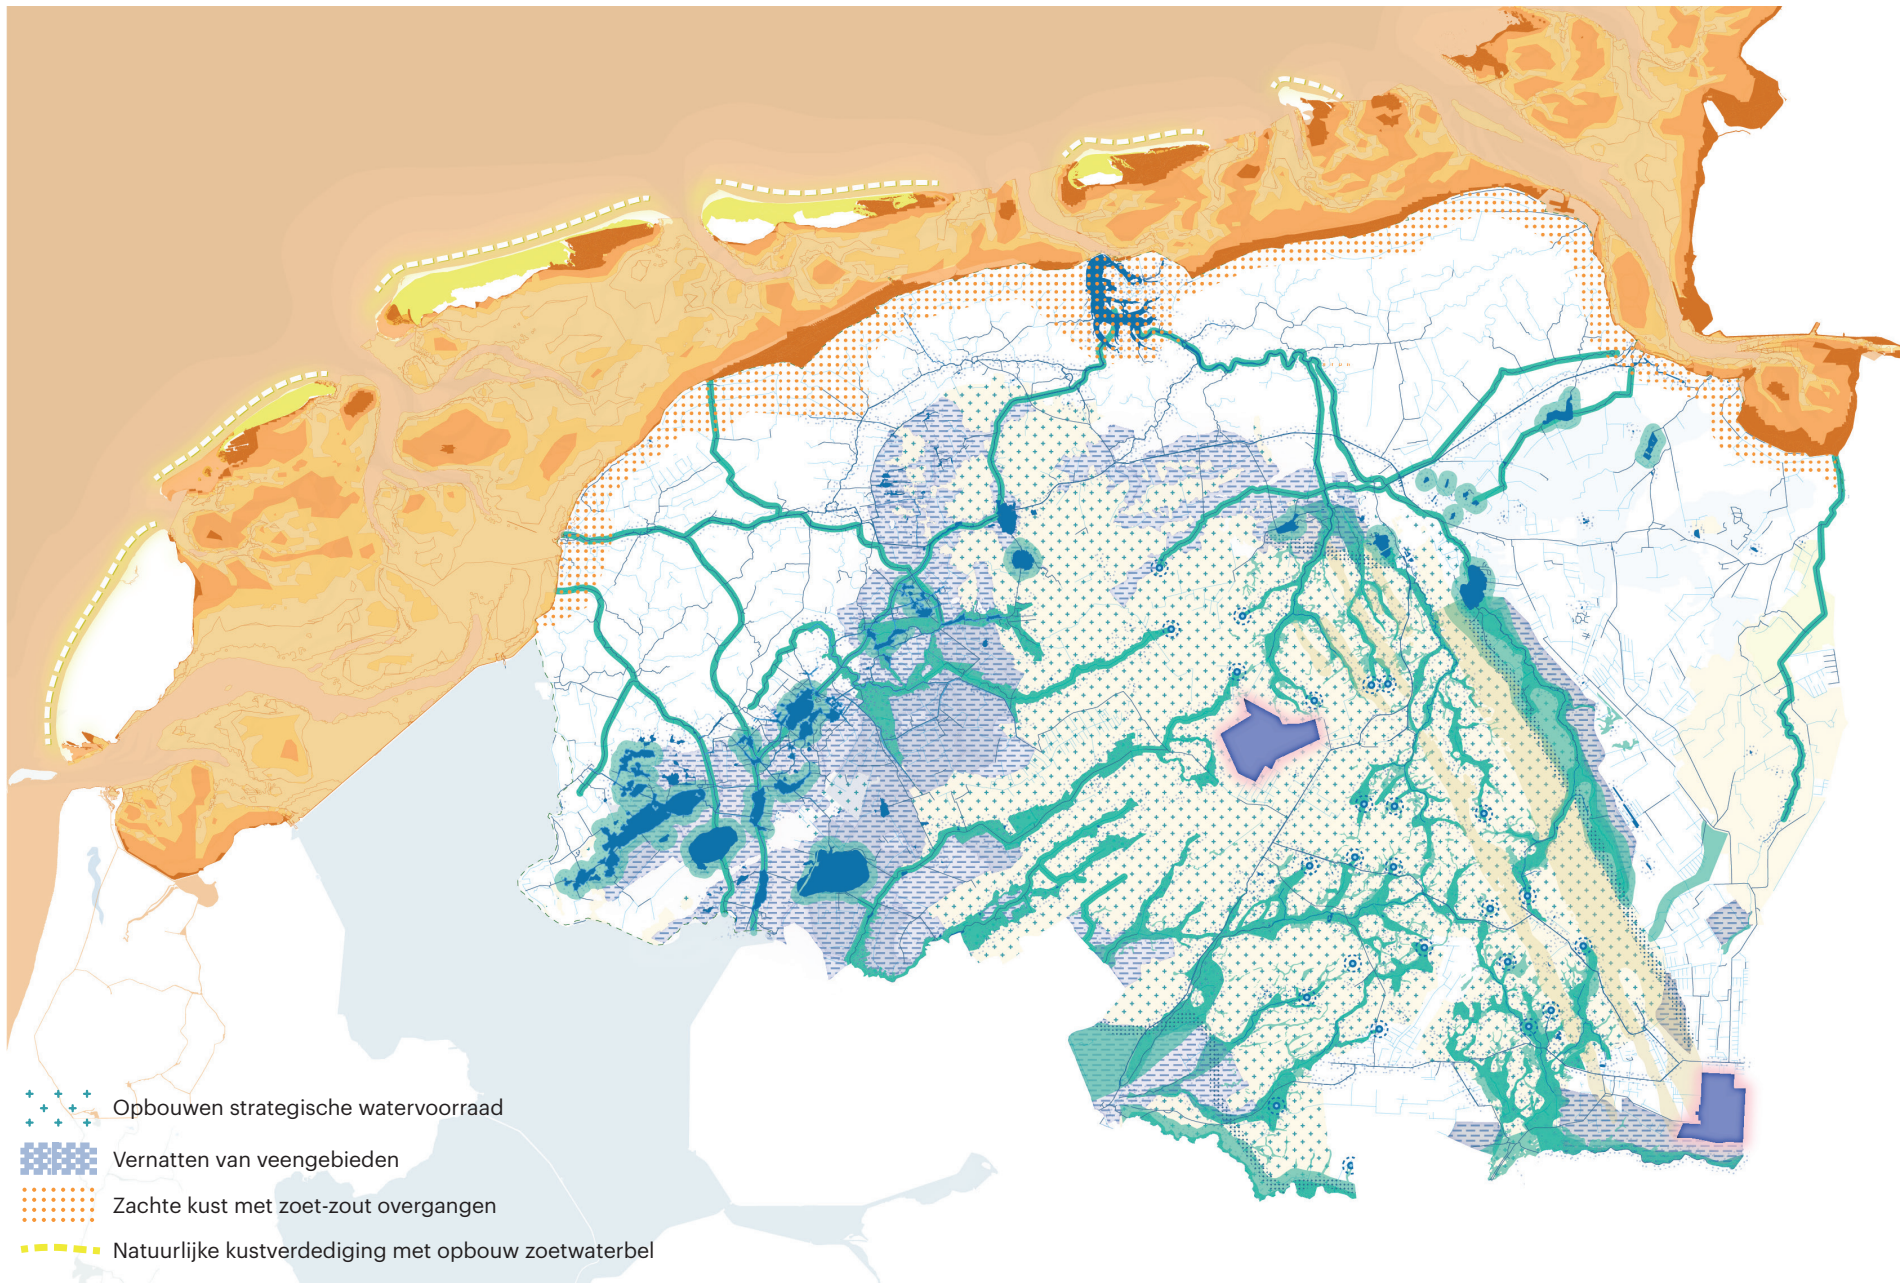 Opbouwen strategische watervoorraad
Vernatten van veengebieden
Zachte kust met zoet-zout overgangen
Natuurlijke kustverdediging met opbouw zoetwaterbel